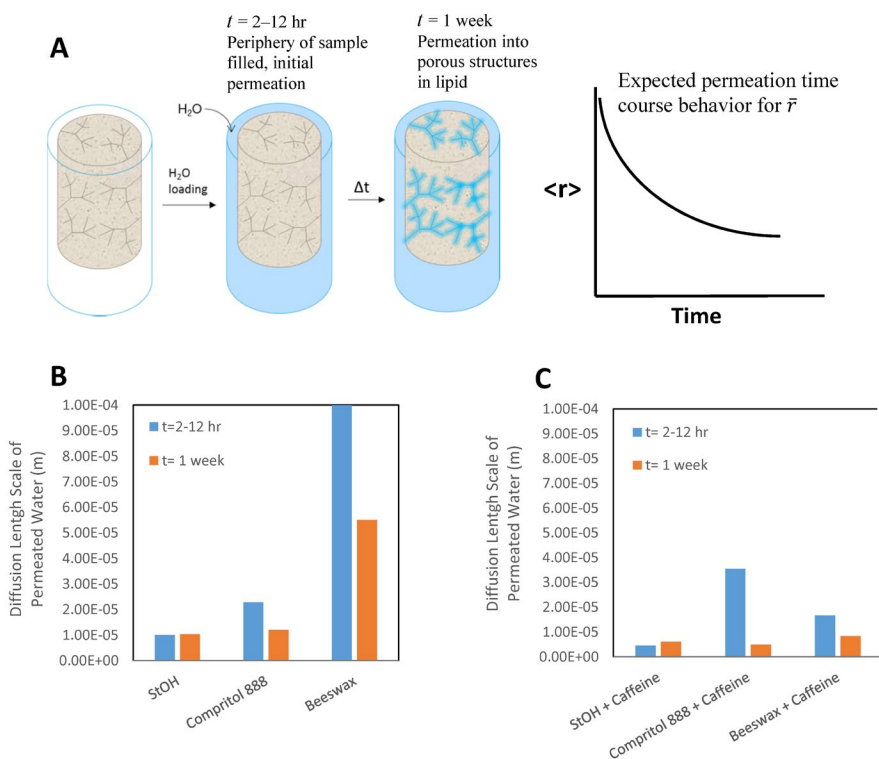 A
t = 2–12 hr
Periphery of sample
filled, initial
permeation
t = 1 week
Permeation into
porous structures
in lipid
H2O
H2O
loading
Δt
Expected permeation time
course behavior for r̄
<r>
Time
B
Diffusion Lentgh Scale of
Permeated Water (m)
1.00E-04
9.00E-05
8.00E-05
7.00E-05
6.00E-05
5.00E-05
4.00E-05
3.00E-05
2.00E-05
1.00E-05
0.00E+00
t=2-12 hr
t= 1 week
StOH
Compritol 888
Beeswax
C
Diffusion Lentgh Scale of
Permeated Water (m)
1.00E-04
9.00E-05
8.00E-05
7.00E-05
6.00E-05
5.00E-05
4.00E-05
3.00E-05
2.00E-05
1.00E-05
0.00E+00
t= 2-12 hr
t= 1 week
StOH + Caffeine
Compritol 888 + Caffeine
Beeswax + Caffeine